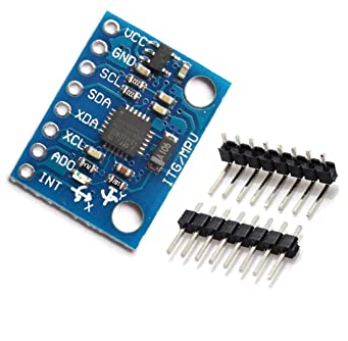 VCC
GND
SCL
SDA
XDA
XCL
ADO
INT
ITG/MPU
X
Y